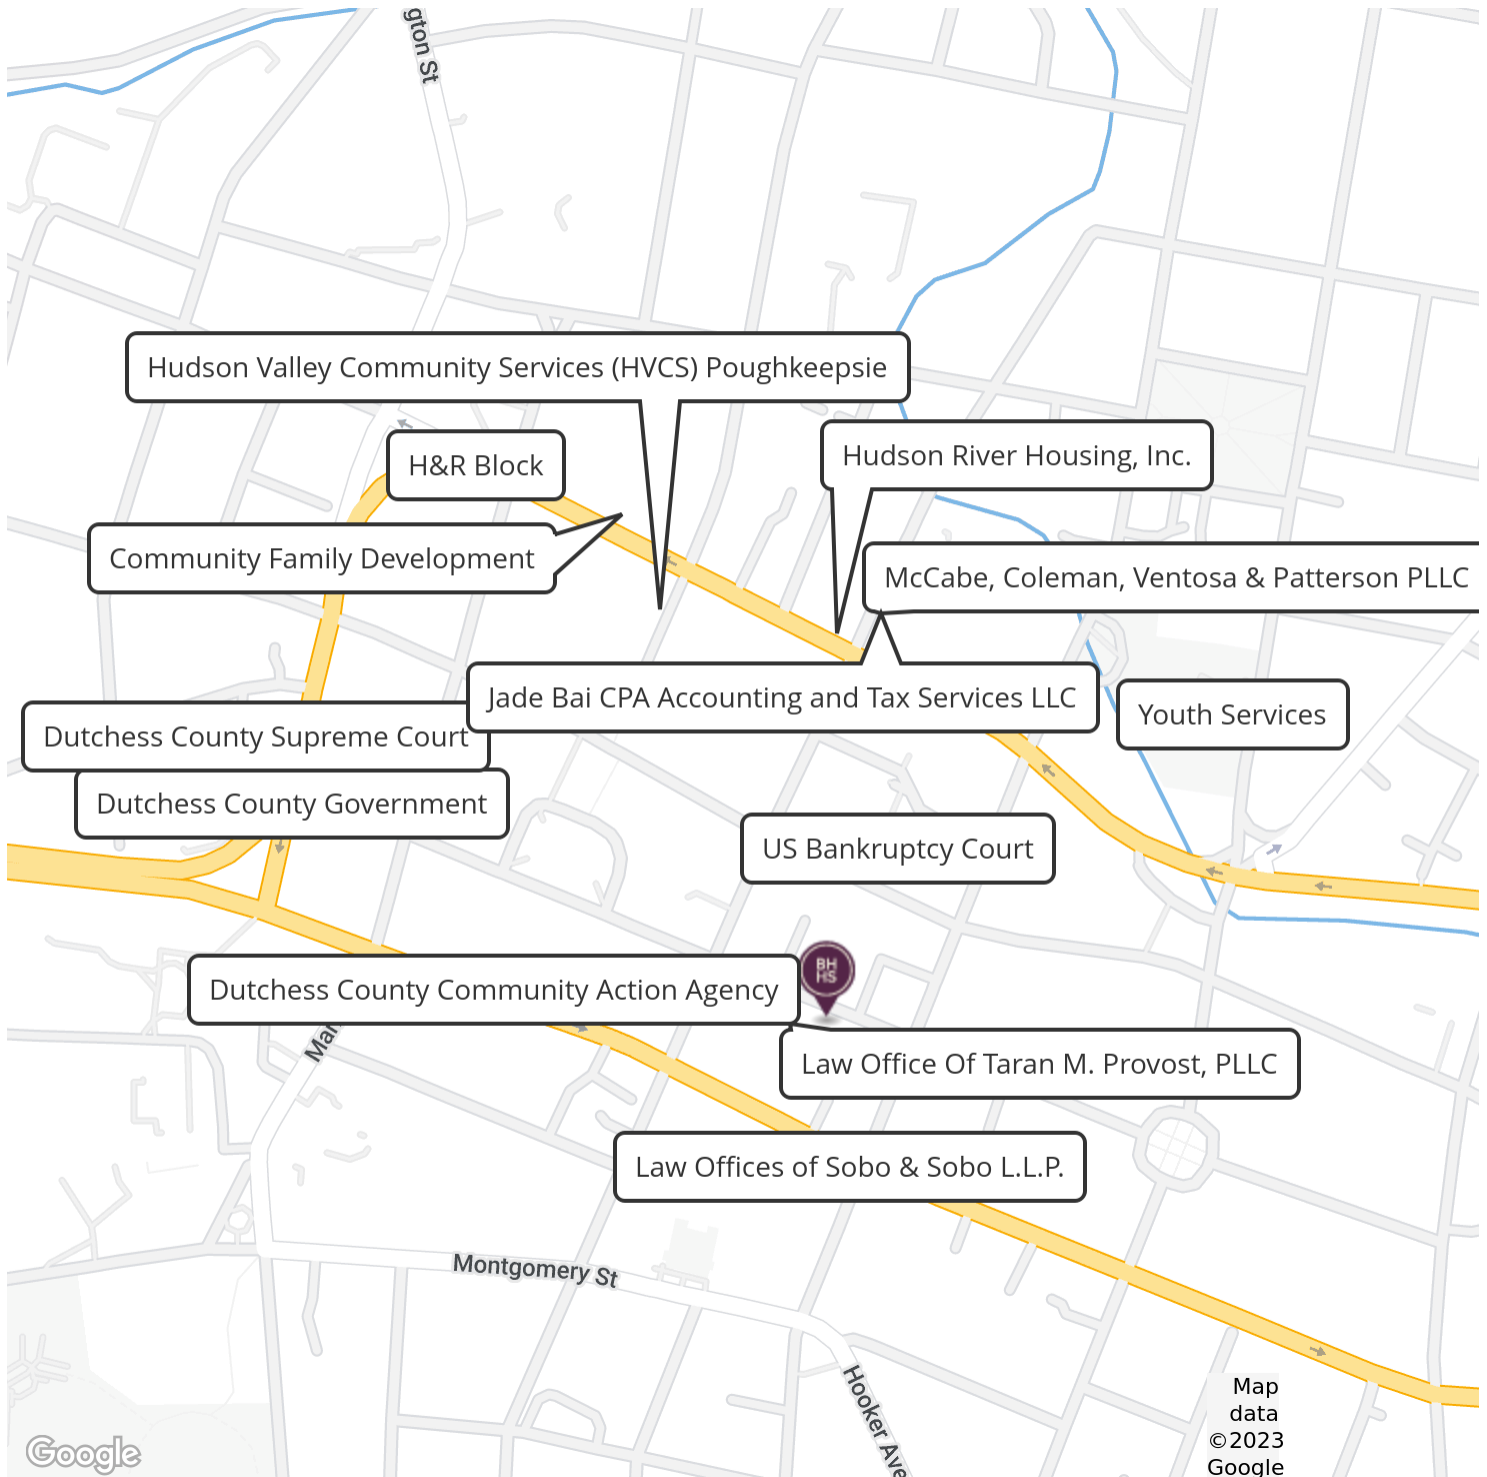 gton St
Hudson Valley Community Services (HVCS) Poughkeepsie
H&R Block
Hudson River Housing, Inc.
Community Family Development
McCabe, Coleman, Ventosa & Patterson PLLC
Jade Bai CPA Accounting and Tax Services LLC
Youth Services
Dutchess County Supreme Court
Dutchess County Government
US Bankruptcy Court
BH
HS
Dutchess County Community Action Agency
Mar
Law Office Of Taran M. Provost, PLLC
Law Offices of Sobo & Sobo L.L.P.
Montgomery St
Hooker Ave
Map
data
©2023
Google
Google